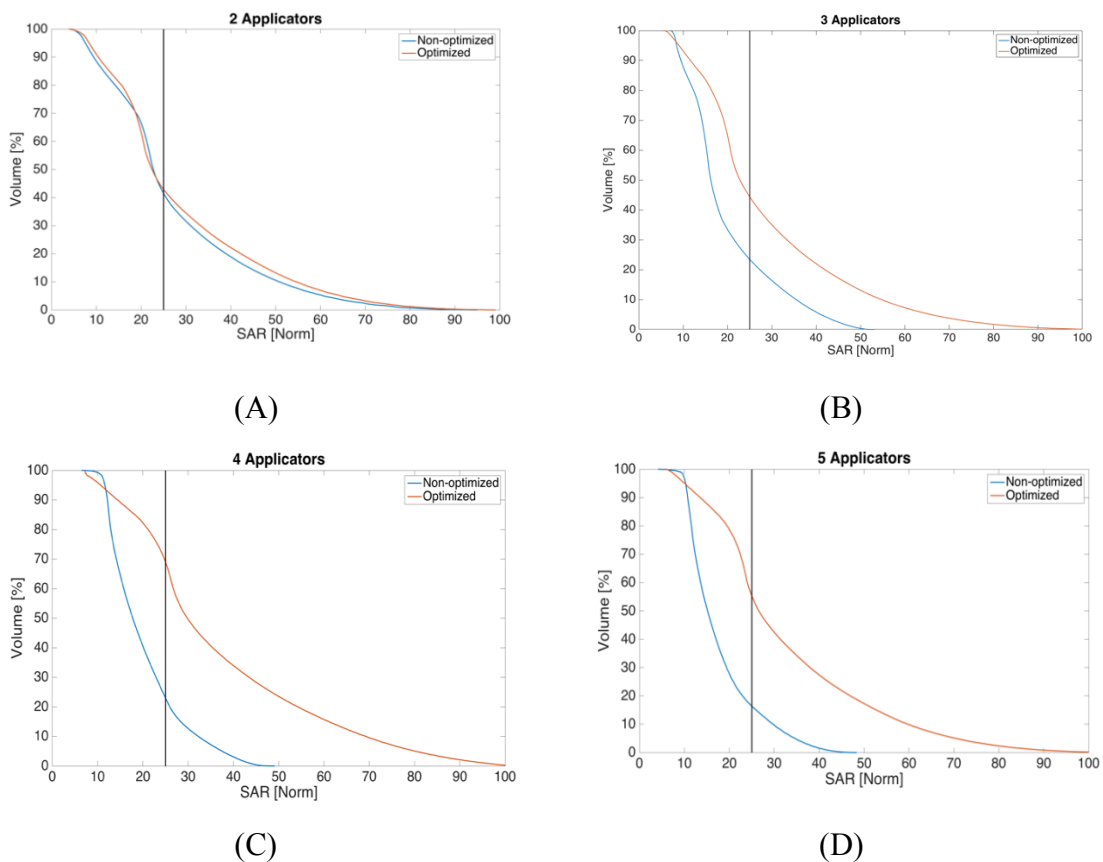 2 Applicators
Non-optimized
Optimized
Volume [%]
100
90
80
70
60
50
40
30
20
10
0
0 10 20 30 40 50 60 70 80 90 100
SAR [Norm]
(A)
3 Applicators
Non-optimized
Optimized
Volume [%]
100
90
80
70
60
50
40
30
20
10
0
0 10 20 30 40 50 60 70 80 90 100
SAR [Norm]
(B)
4 Applicators
Non-optimized
Optimized
Volume [%]
100
90
80
70
60
50
40
30
20
10
0
0 10 20 30 40 50 60 70 80 90 100
SAR [Norm]
(C)
5 Applicators
Non-optimized
Optimized
Volume [%]
100
90
80
70
60
50
40
30
20
10
0
0 10 20 30 40 50 60 70 80 90 100
SAR [Norm]
(D)